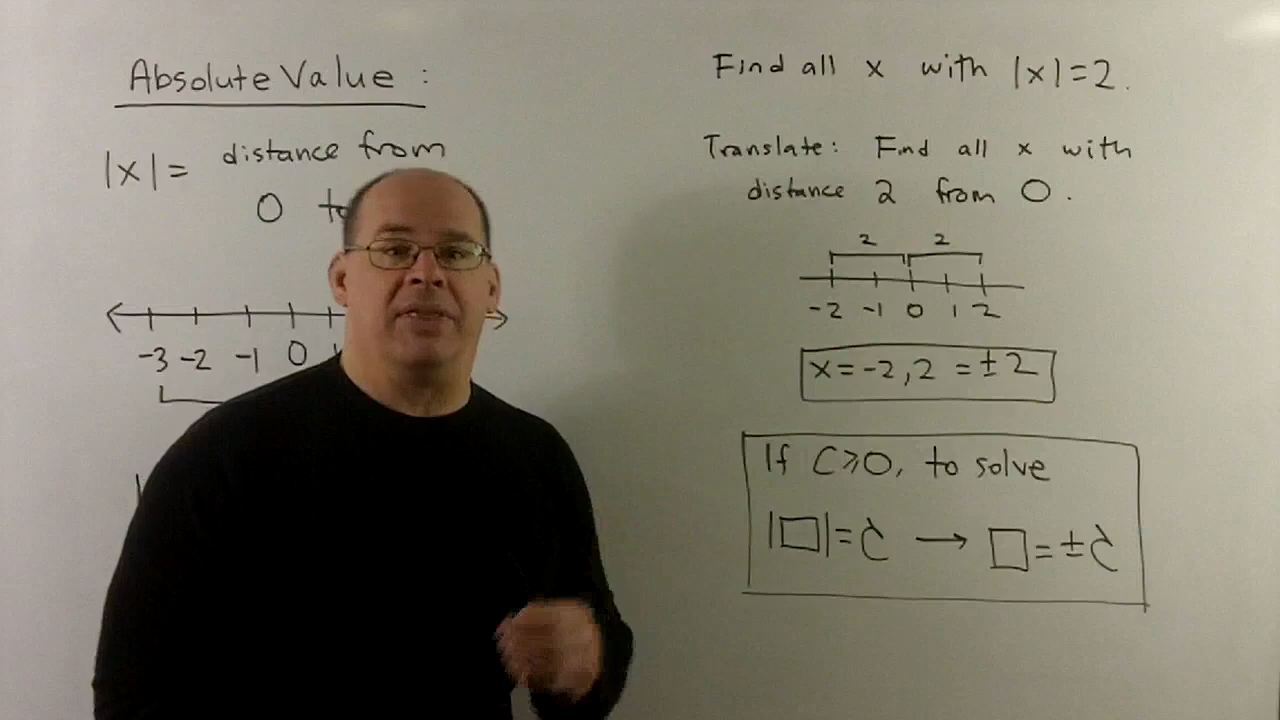 Absolute Value :
|x| = distance from
0
-3 -2 -1 0
Find all x with |x|=2.
Translate: Find all x with
distance 2 from 0.
2 2
-2 -1 0 1 2
x = -2, 2 = ±2
If C≥0, to solve
|□|=C → □=±C